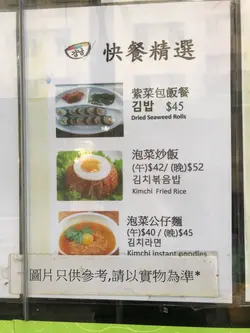 강남
快餐精選
紫菜包飯餐
김밥 $45
Dried Seaweed Rolls
泡菜炒飯
(午)$42/ (晚)$52
김치볶음밥
Kimchi Fried Rice
泡菜公仔麵
(午)$40 / (晚)$45
김치라면
Kimchi instant noodles
圖片只供參考,請以實物為準*